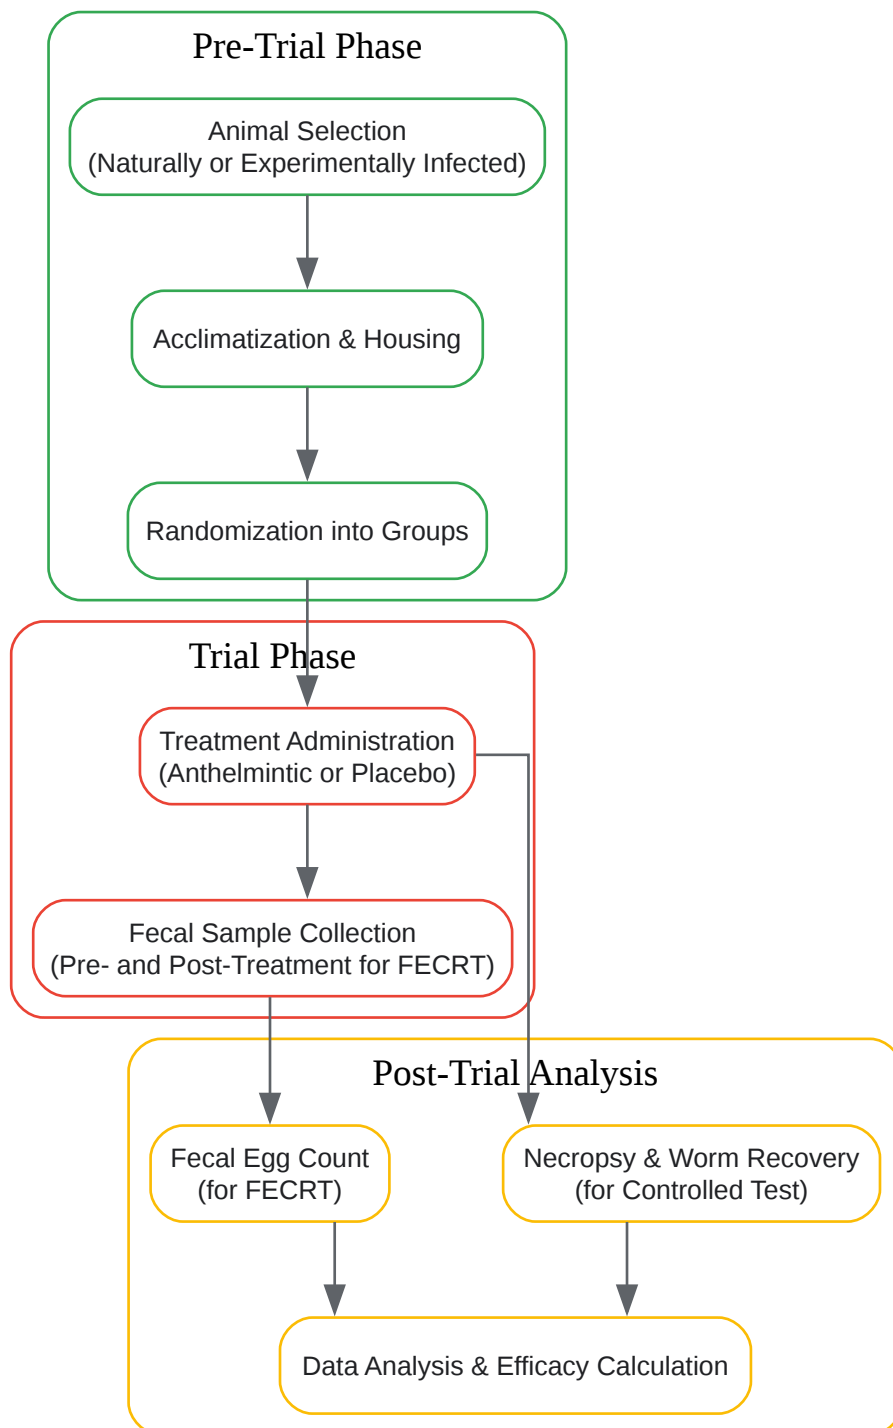 Pre-Trial Phase
Animal Selection
(Naturally or Experimentally Infected)
Acclimatization & Housing
Randomization into Groups
Trial Phase
Treatment Administration
(Anthelmintic or Placebo)
Fecal Sample Collection
(Pre- and Post-Treatment for FECRT)
Post-Trial Analysis
Fecal Egg Count
(for FECRT)
Necropsy & Worm Recovery
(for Controlled Test)
Data Analysis & Efficacy Calculation